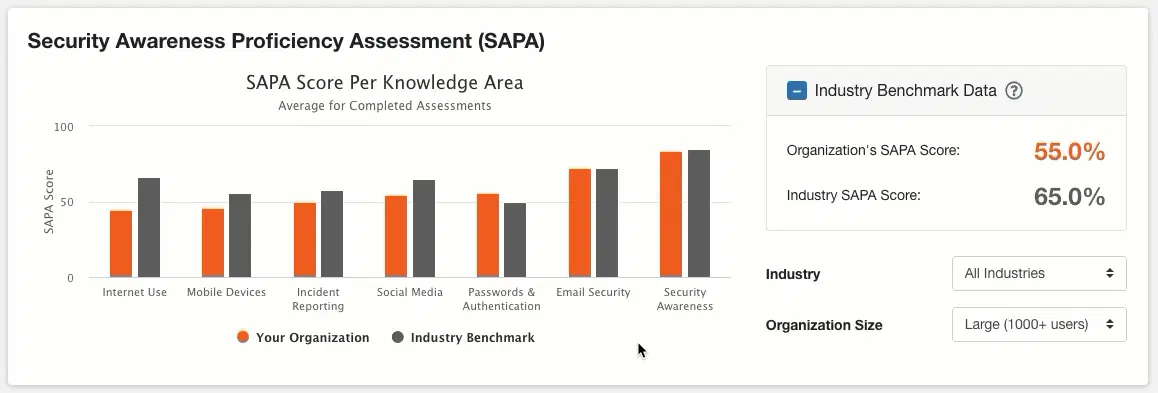 Security Awareness Proficiency Assessment (SAPA)
SAPA Score Per Knowledge Area
Average for Completed Assessments
SAPA Score
100
50
0
Internet Use
Mobile Devices
Incident
Reporting
Social Media
Passwords &
Authentication
Email Security
Security
Awareness
Your Organization
Industry Benchmark
Industry Benchmark Data ?
Organization's SAPA Score: 55.0%
Industry SAPA Score: 65.0%
Industry All Industries
Organization Size Large (1000+ users)